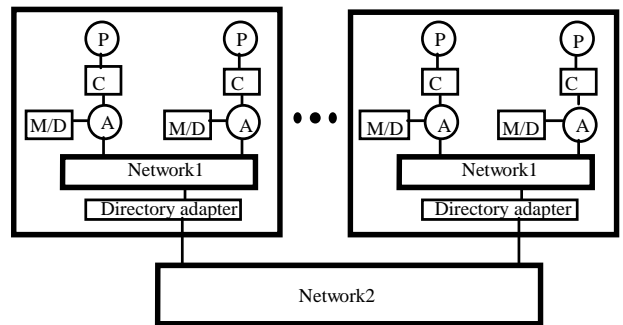 P P P P
C C C C
M/D A M/D A M/D A M/D A
Network1 Network1
Directory adapter Directory adapter
Network2